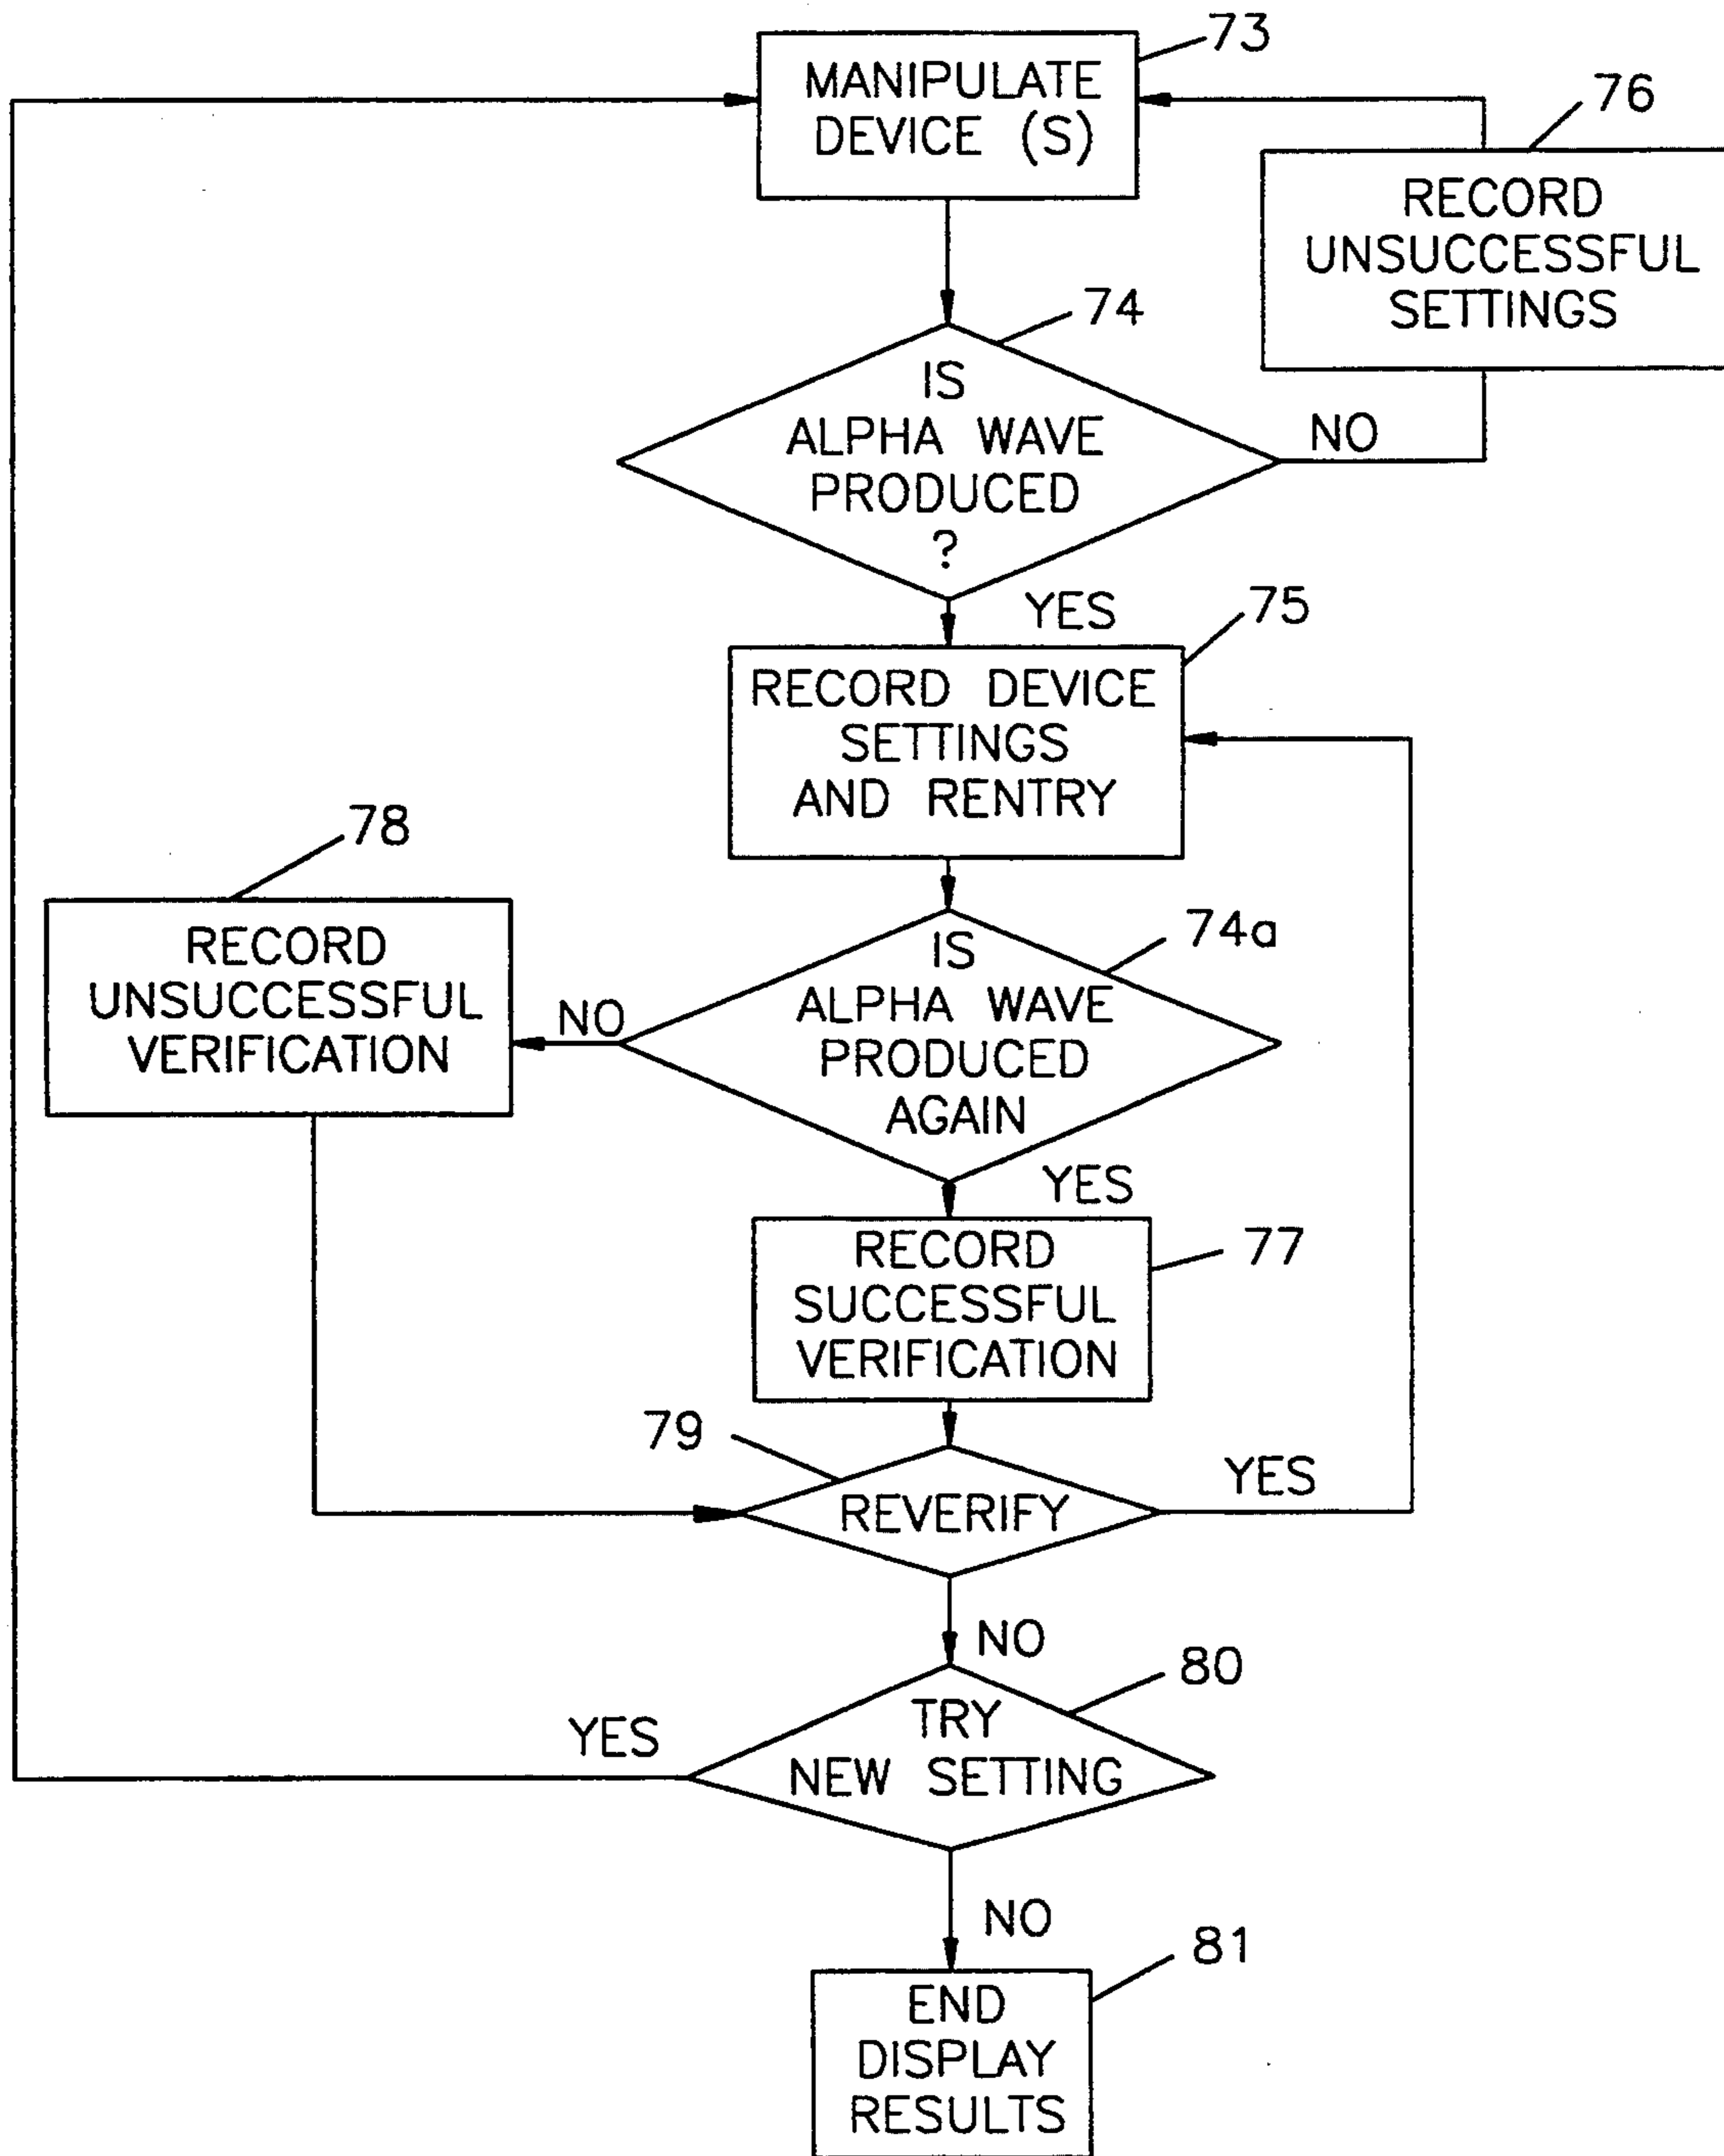 73
MANIPULATE
DEVICE (S)
76
RECORD
UNSUCCESSFUL
SETTINGS
74
IS
ALPHA WAVE
PRODUCED
?
NO
YES
75
RECORD DEVICE
SETTINGS
AND RENTRY
78
RECORD
UNSUCCESSFUL
VERIFICATION
NO
74a
IS
ALPHA WAVE
PRODUCED
AGAIN
YES
77
RECORD
SUCCESSFUL
VERIFICATION
79
REVERIFY
YES
NO
80
TRY
NEW SETTING
YES
NO
81
END
DISPLAY
RESULTS